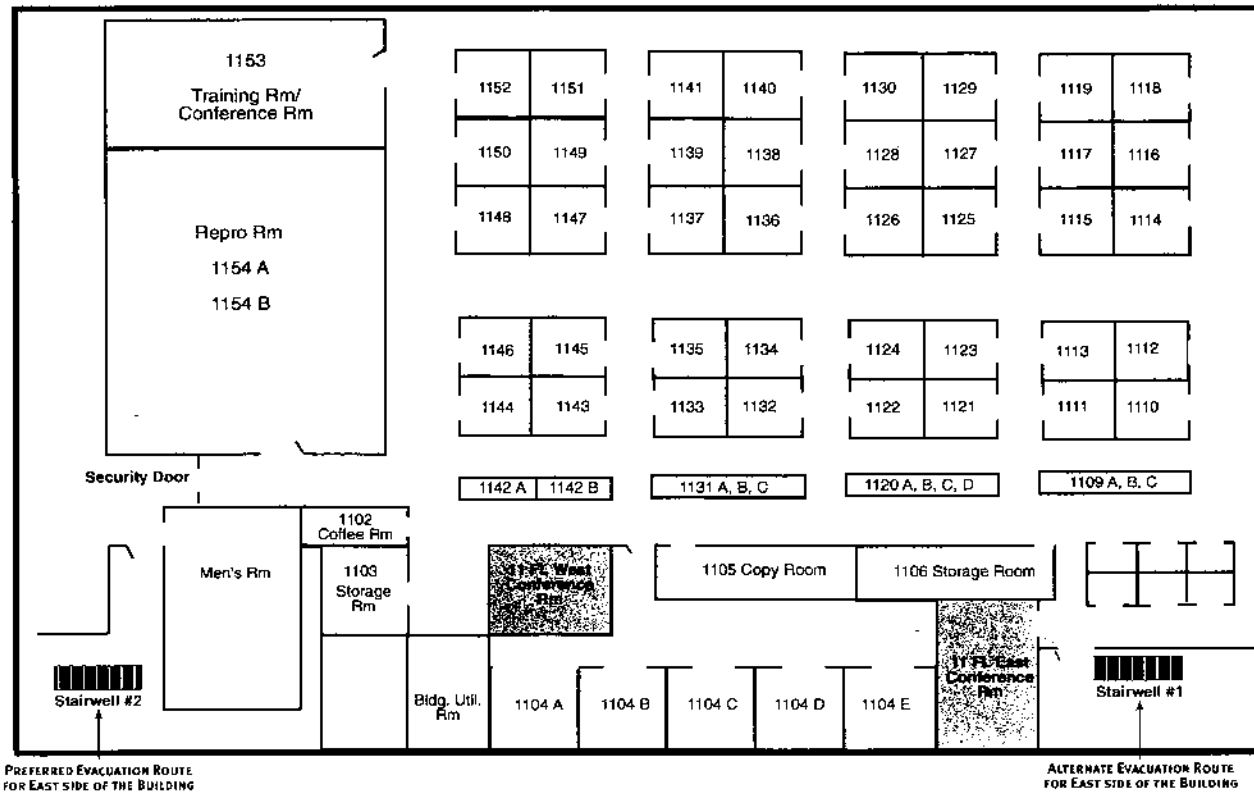 1153
Training Rm/
Conference Rm
1152 1151
1141 1140
1130 1129
1119 1118
1150 1149
1139 1138
1128 1127
1117 1116
1148 1147
1137 1136
1126 1125
1115 1114
Repro Rm
1154 A
1154 B
1146 1145
1135 1134
1124 1123
1113 1112
1144 1143
1133 1132
1122 1121
1111 1110
Security Door
1142 A 1142 B
1131 A, B, C
1120 A, B, C, D
1109 A, B, C
1102
Coffee Rm
Men's Rm
1103
Storage
Rm
11 FL West
Conference
Rm
1105 Copy Room
1106 Storage Room
11 FL East
Conference
Rm
Stairwell #2
Bldg. Util.
Rm
1104 A
1104 B
1104 C
1104 D
1104 E
Stairwell #1
PREFERRED EVACUATION ROUTE
FOR EAST SIDE OF THE BUILDING
ALTERNATE EVACUATION ROUTE
FOR EAST SIDE OF THE BUILDING